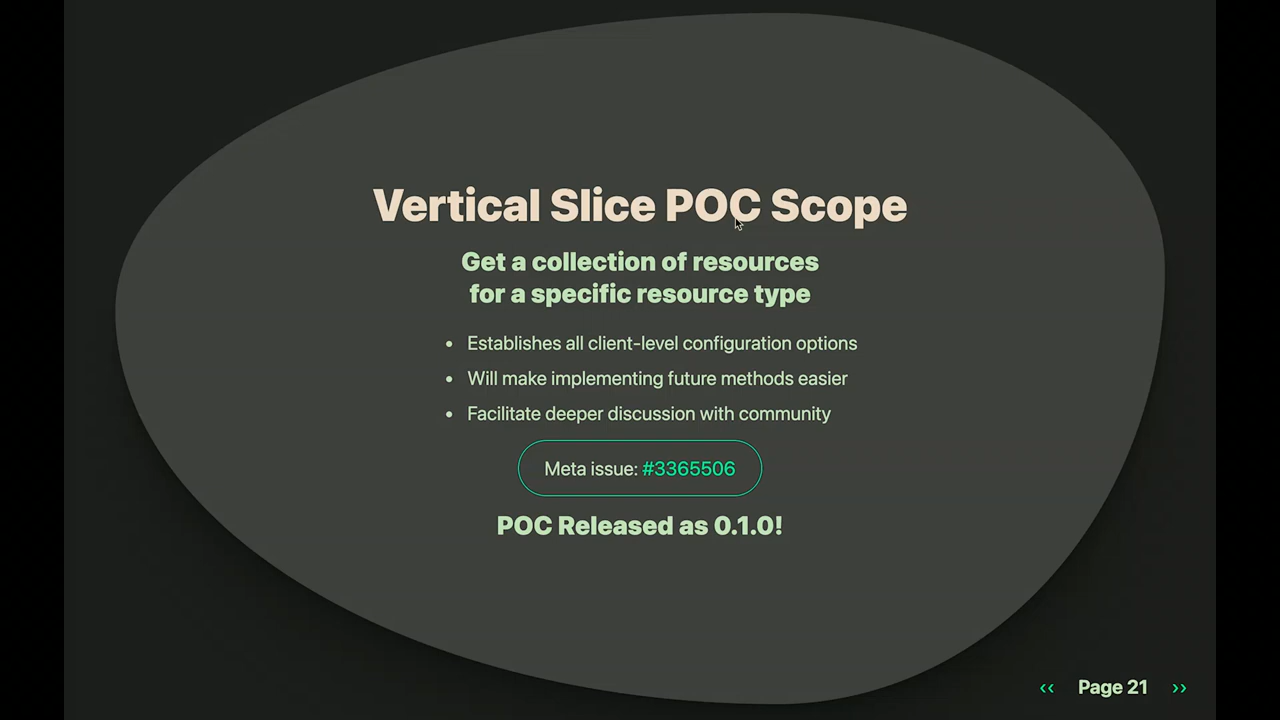 Vertical Slice POC Scope
Get a collection of resources
for a specific resource type
• Establishes all client-level configuration options
• Will make implementing future methods easier
• Facilitate deeper discussion with community
Meta issue: #3365506
POC Released as 0.1.0!
‹‹ Page 21 ››